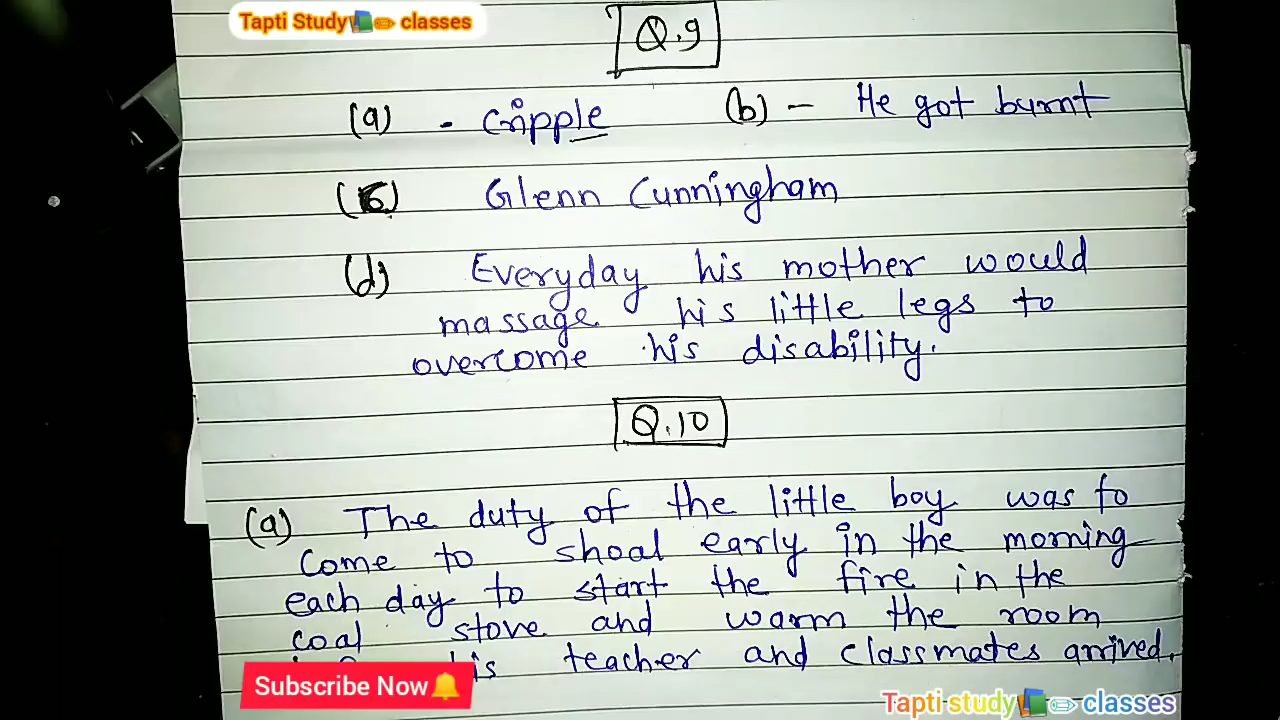 Tapti Study classes
Q.9
(a) - Cripple (b) - He got burnt
(c) Glenn Cunningham
(d) Everyday his mother would
massage his little legs to
overcome his disability.
Q.10
(a) The duty of the little boy was to
come to shoal early in the morning
each day to start the fire in the
coal stove and warm the room
his teacher and classmates arrived.
Subscribe Now
Tapti study classes